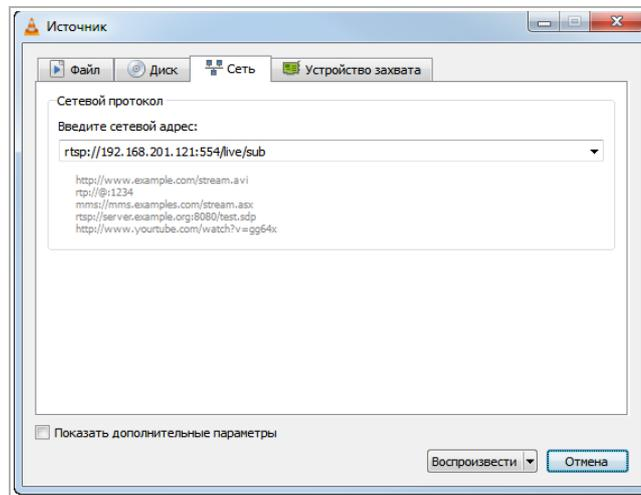 Источник
Файл Диск Сеть Устройство захвата
Сетевой протокол
Введите сетевой адрес:
rtsp://192.168.201.121:554/live/sub
http://www.example.com/stream.avi
rtp://@:1234
mms://mms.examples.com/stream.asx
rtsp://server.example.org:8080/test.sdp
http://www.yourtube.com/watch?v=gg64x
Показать дополнительные параметры
Воспроизвести Отмена